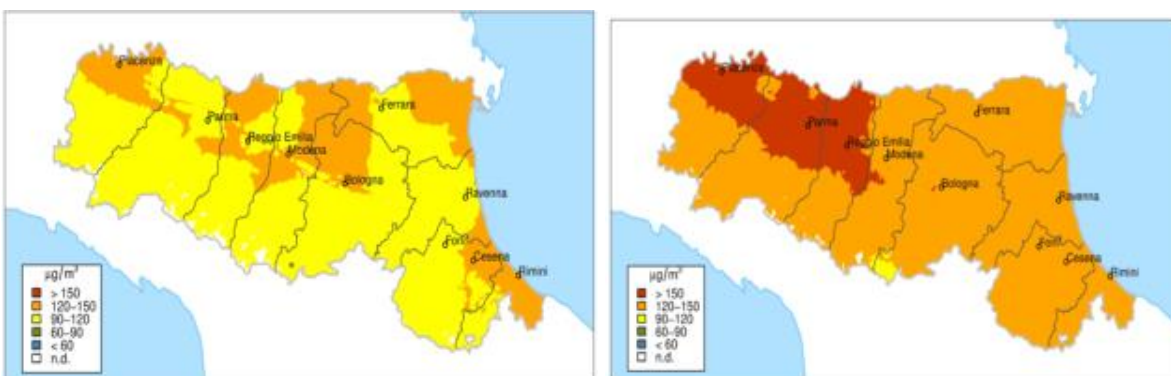 Piacenza
Parma
Reggio Emilia
Modena
Ferrara
Bologna
Ravenna
Forlì
Cesena
Rimini
µg/m³
> 150
120-150
90-120
60-90
< 60
n.d.
Piacenza
Parma
Reggio Emilia
Modena
Ferrara
Bologna
Ravenna
Forlì
Cesena
Rimini
µg/m³
> 150
120-150
90-120
60-90
< 60
n.d.